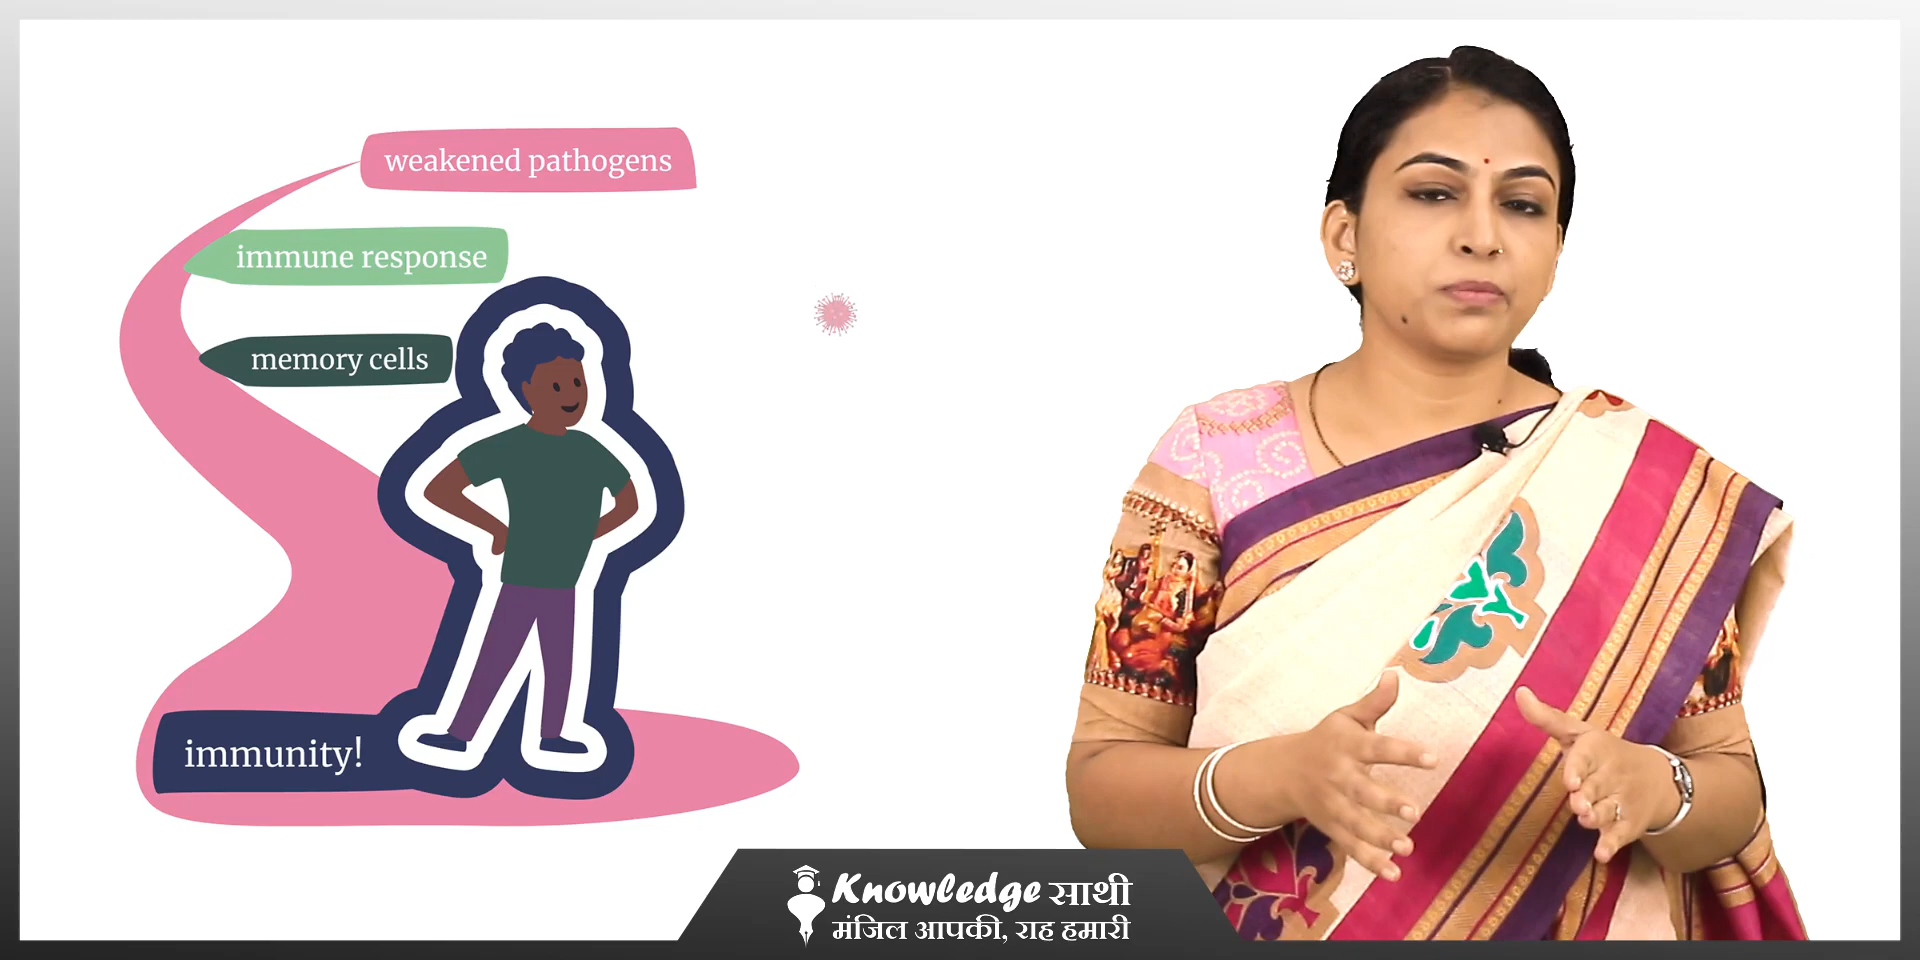 weakened pathogens
immune response
memory cells
immunity!
Knowledge साथी
मंजिल आपकी, राह हमारी